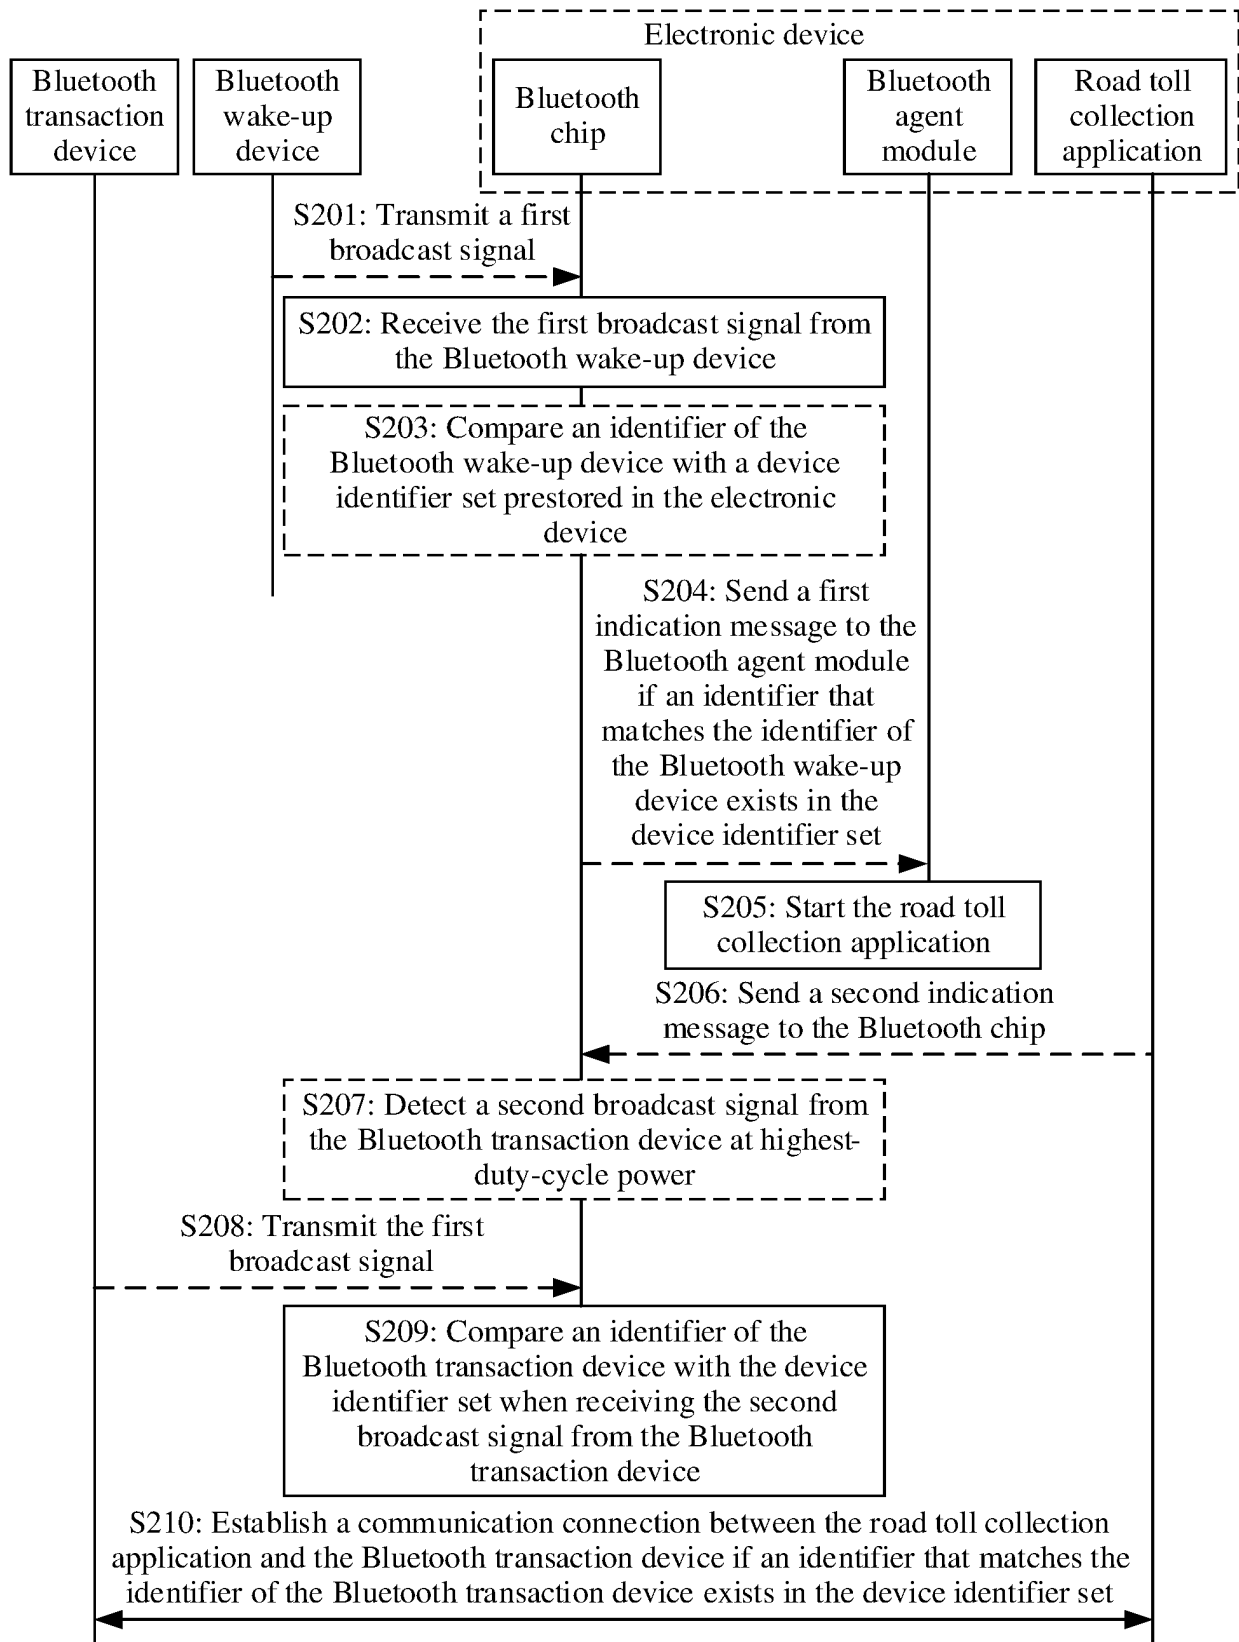 Electronic device
Bluetooth
transaction
device
Bluetooth
wake-up
device
Bluetooth
chip
Bluetooth
agent
module
Road toll
collection
application
S201: Transmit a first
broadcast signal
S202: Receive the first broadcast signal from
the Bluetooth wake-up device
S203: Compare an identifier of the
Bluetooth wake-up device with a device
identifier set prestored in the electronic
device
S204: Send a first
indication message to the
Bluetooth agent module
if an identifier that
matches the identifier of
the Bluetooth wake-up
device exists in the
device identifier set
S205: Start the road toll
collection application
S206: Send a second indication
message to the Bluetooth chip
S207: Detect a second broadcast signal from
the Bluetooth transaction device at highest-
duty-cycle power
S208: Transmit the first
broadcast signal
S209: Compare an identifier of the
Bluetooth transaction device with the device
identifier set when receiving the second
broadcast signal from the Bluetooth
transaction device
S210: Establish a communication connection between the road toll collection
application and the Bluetooth transaction device if an identifier that matches the
identifier of the Bluetooth transaction device exists in the device identifier set